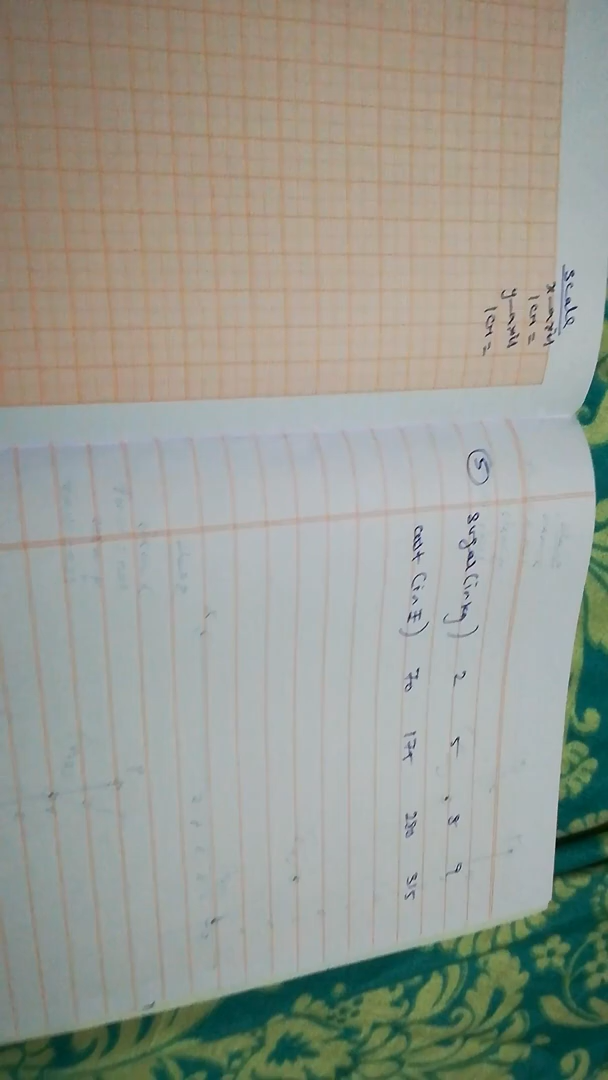 Scale
x-axis
1cm =
y-axis
1cm =
5 Sugar (in kg) 2 5 8 9
cost (in ₹) 70 175 280 315